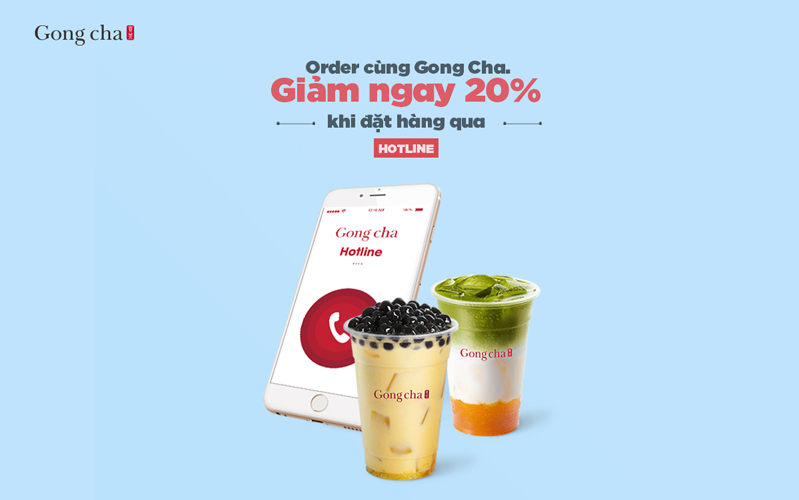 Gong cha
Order cùng Gong Cha.
Giảm ngay 20%
khi đặt hàng qua
HOTLINE
Gong cha
Hotline
Gong cha
Gong cha